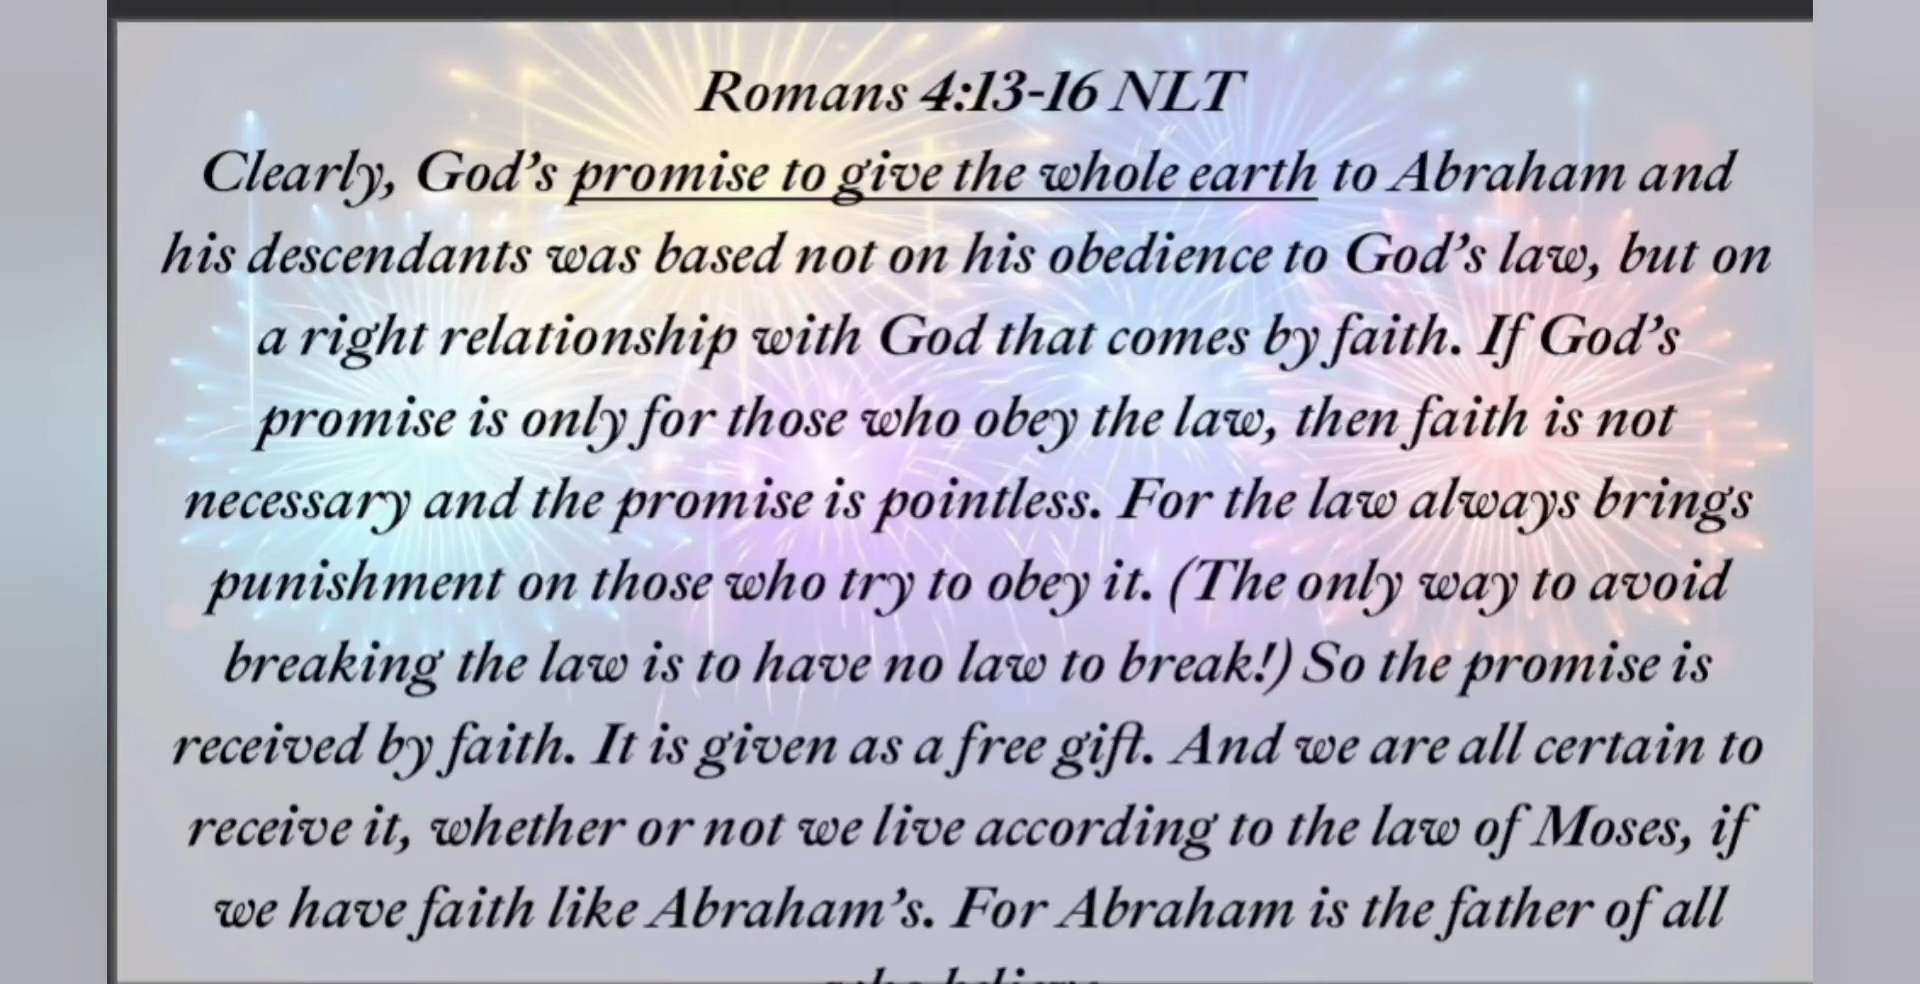 Romans 4:13-16 NLT
Clearly, God's promise to give the whole earth to Abraham and
his descendants was based not on his obedience to God's law, but on
a right relationship with God that comes by faith. If God's
promise is only for those who obey the law, then faith is not
necessary and the promise is pointless. For the law always brings
punishment on those who try to obey it. (The only way to avoid
breaking the law is to have no law to break!) So the promise is
received by faith. It is given as a free gift. And we are all certain to
receive it, whether or not we live according to the law of Moses, if
we have faith like Abraham's. For Abraham is the father of all